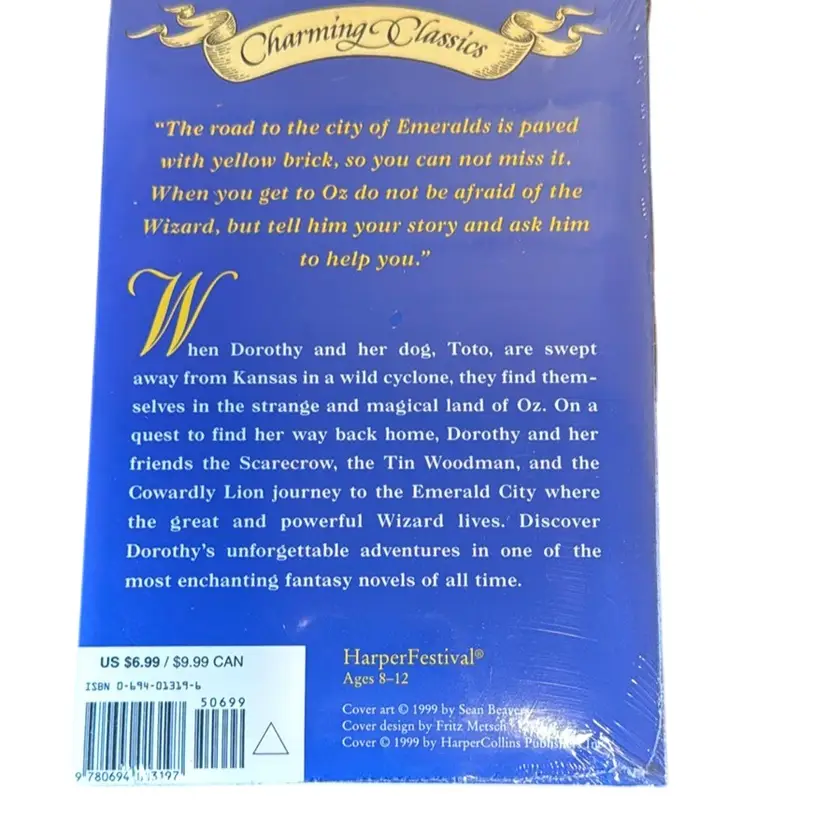 Charming Classics
"The road to the city of Emeralds is paved
with yellow brick, so you can not miss it.
When you get to Oz do not be afraid of the
Wizard, but tell him your story and ask him
to help you."
When Dorothy and her dog, Toto, are swept
away from Kansas in a wild cyclone, they find them-
selves in the strange and magical land of Oz. On a
quest to find her way back home, Dorothy and her
friends the Scarecrow, the Tin Woodman, and the
Cowardly Lion journey to the Emerald City where
the great and powerful Wizard lives. Discover
Dorothy's unforgettable adventures in one of the
most enchanting fantasy novels of all time.
US $6.99 / $9.99 CAN
ISBN 0-694-01319-6
50699
9 780694 013197
HarperFestival®
Ages 8–12
Cover art © 1999 by Sean
Cover design by Fritz Metsch
Cover © 1999 by HarperCollins